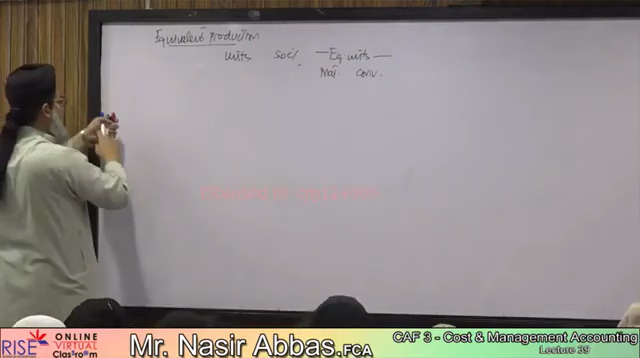 Equivalent production
units
— Eq. units —
Mat. conv.
RISE
ONLINE
VIRTUAL
Classroom
Mr. Nasir Abbas.FCA
CAF 3 - Cost & Management Accounting
Lecture 39